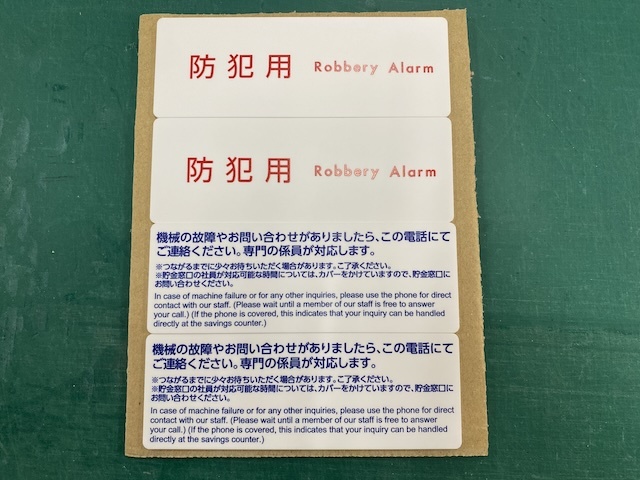 防犯用 Robbery Alarm
防犯用 Robbery Alarm
機械の故障やお問い合わせがありましたら、この電話にて
ご連絡ください。専門の係員が対応します。
※つながるまでに少々お待ちいただく場合があります。ご了承ください。
※貯金窓口の社員が対応可能な時間については、カバーをかけていますので、貯金窓口に
お問い合わせください。
In case of machine failure or for any other inquiries, please use the phone for direct
contact with our staff. (Please wait until a member of our staff is free to answer
your call.) (If the phone is covered, this indicates that your inquiry can be handled
directly at the savings counter.)
機械の故障やお問い合わせがありましたら、この電話にて
ご連絡ください。専門の係員が対応します。
※つながるまでに少々お待ちいただく場合があります。ご了承ください。
※貯金窓口の社員が対応可能な時間については、カバーをかけていますので、貯金窓口に
お問い合わせください。
In case of machine failure or for any other inquiries, please use the phone for direct
contact with our staff. (Please wait until a member of our staff is free to answer
your call.) (If the phone is covered, this indicates that your inquiry can be handled
directly at the savings counter.)